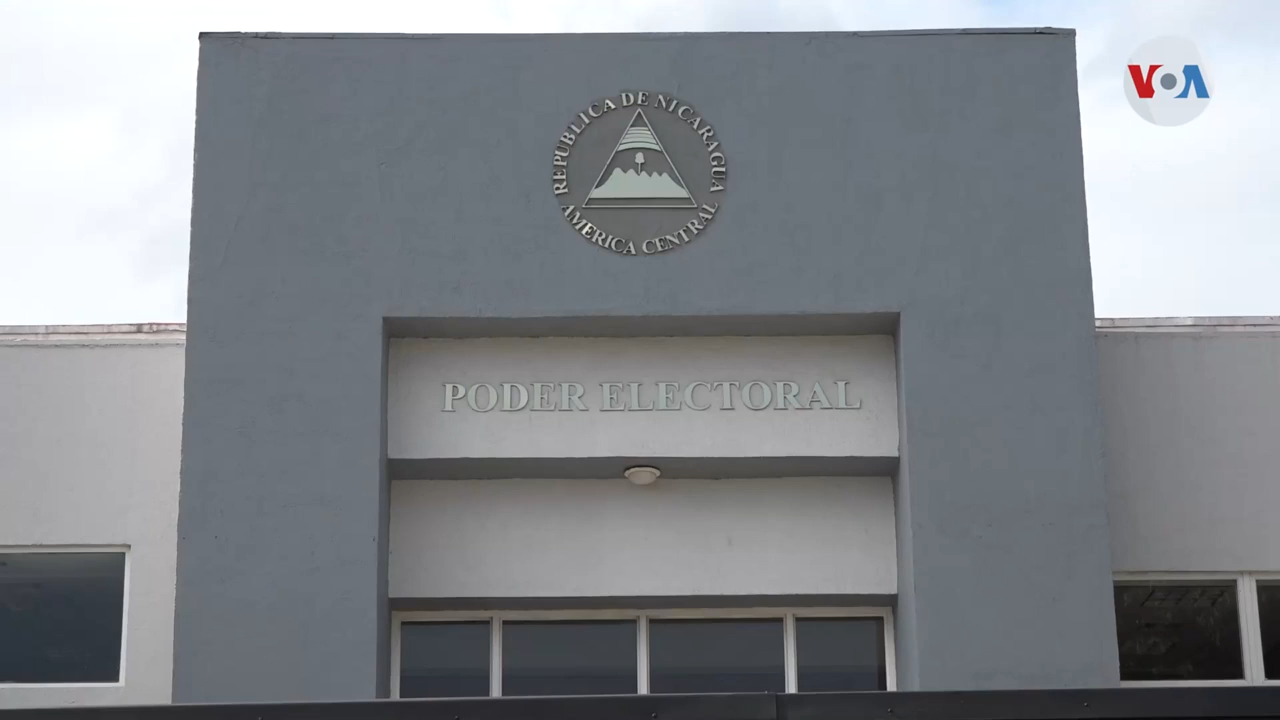 REPUBLICA DE NICARAGUA
AMERICA CENTRAL
VOA
PODER ELECTORAL